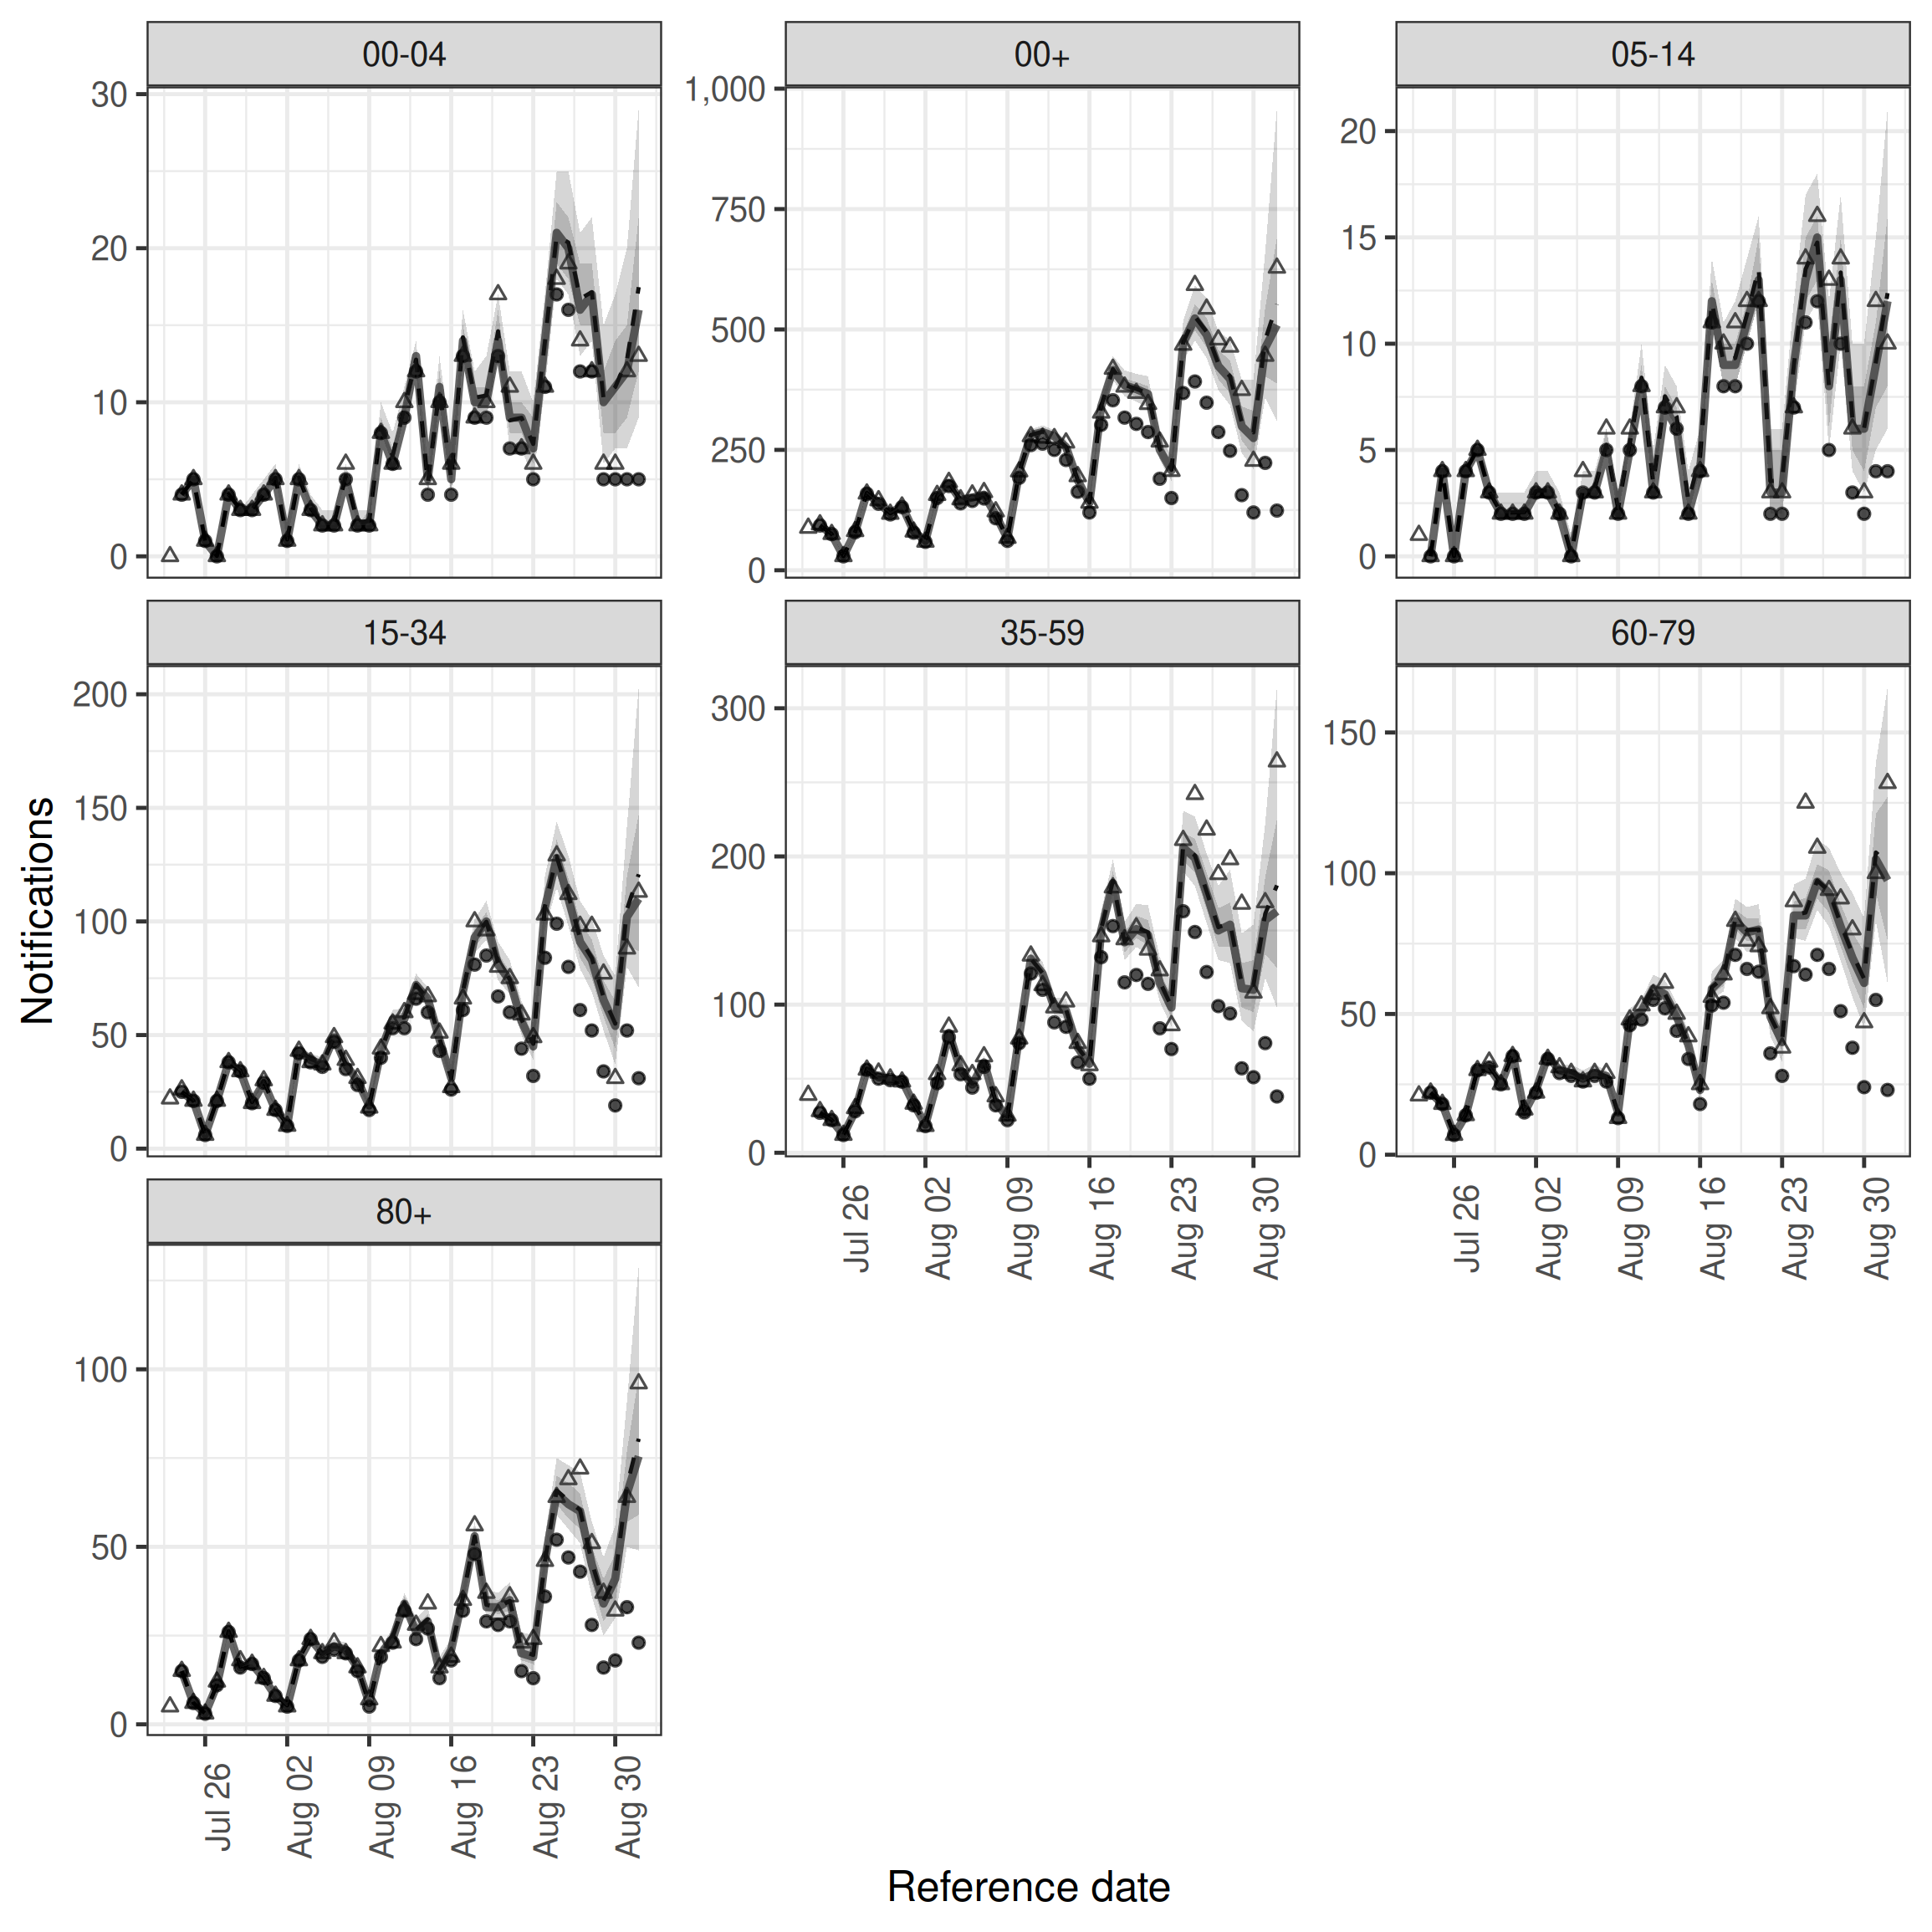 00-04
00+
05-14
30
20
10
0
1,000
750
500
250
0
20
15
10
5
0
15-34
35-59
60-79
200
150
100
50
0
300
200
100
0
150
100
50
0
Jul 26
Aug 02
Aug 09
Aug 16
Aug 23
Aug 30
Jul 26
Aug 02
Aug 09
Aug 16
Aug 23
Aug 30
80+
100
50
0
Jul 26
Aug 02
Aug 09
Aug 16
Aug 23
Aug 30
Notifications
Reference date